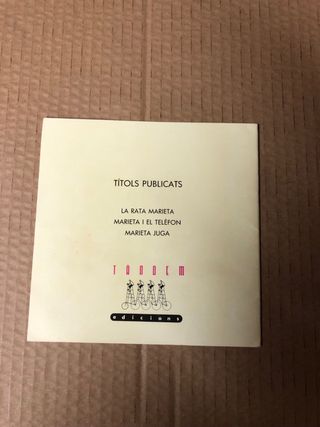 TÍTOLS PUBLICATS
LA RATA MARIETA
MARIETA I EL TELÈFON
MARIETA JUGA
TANDEM
edicions